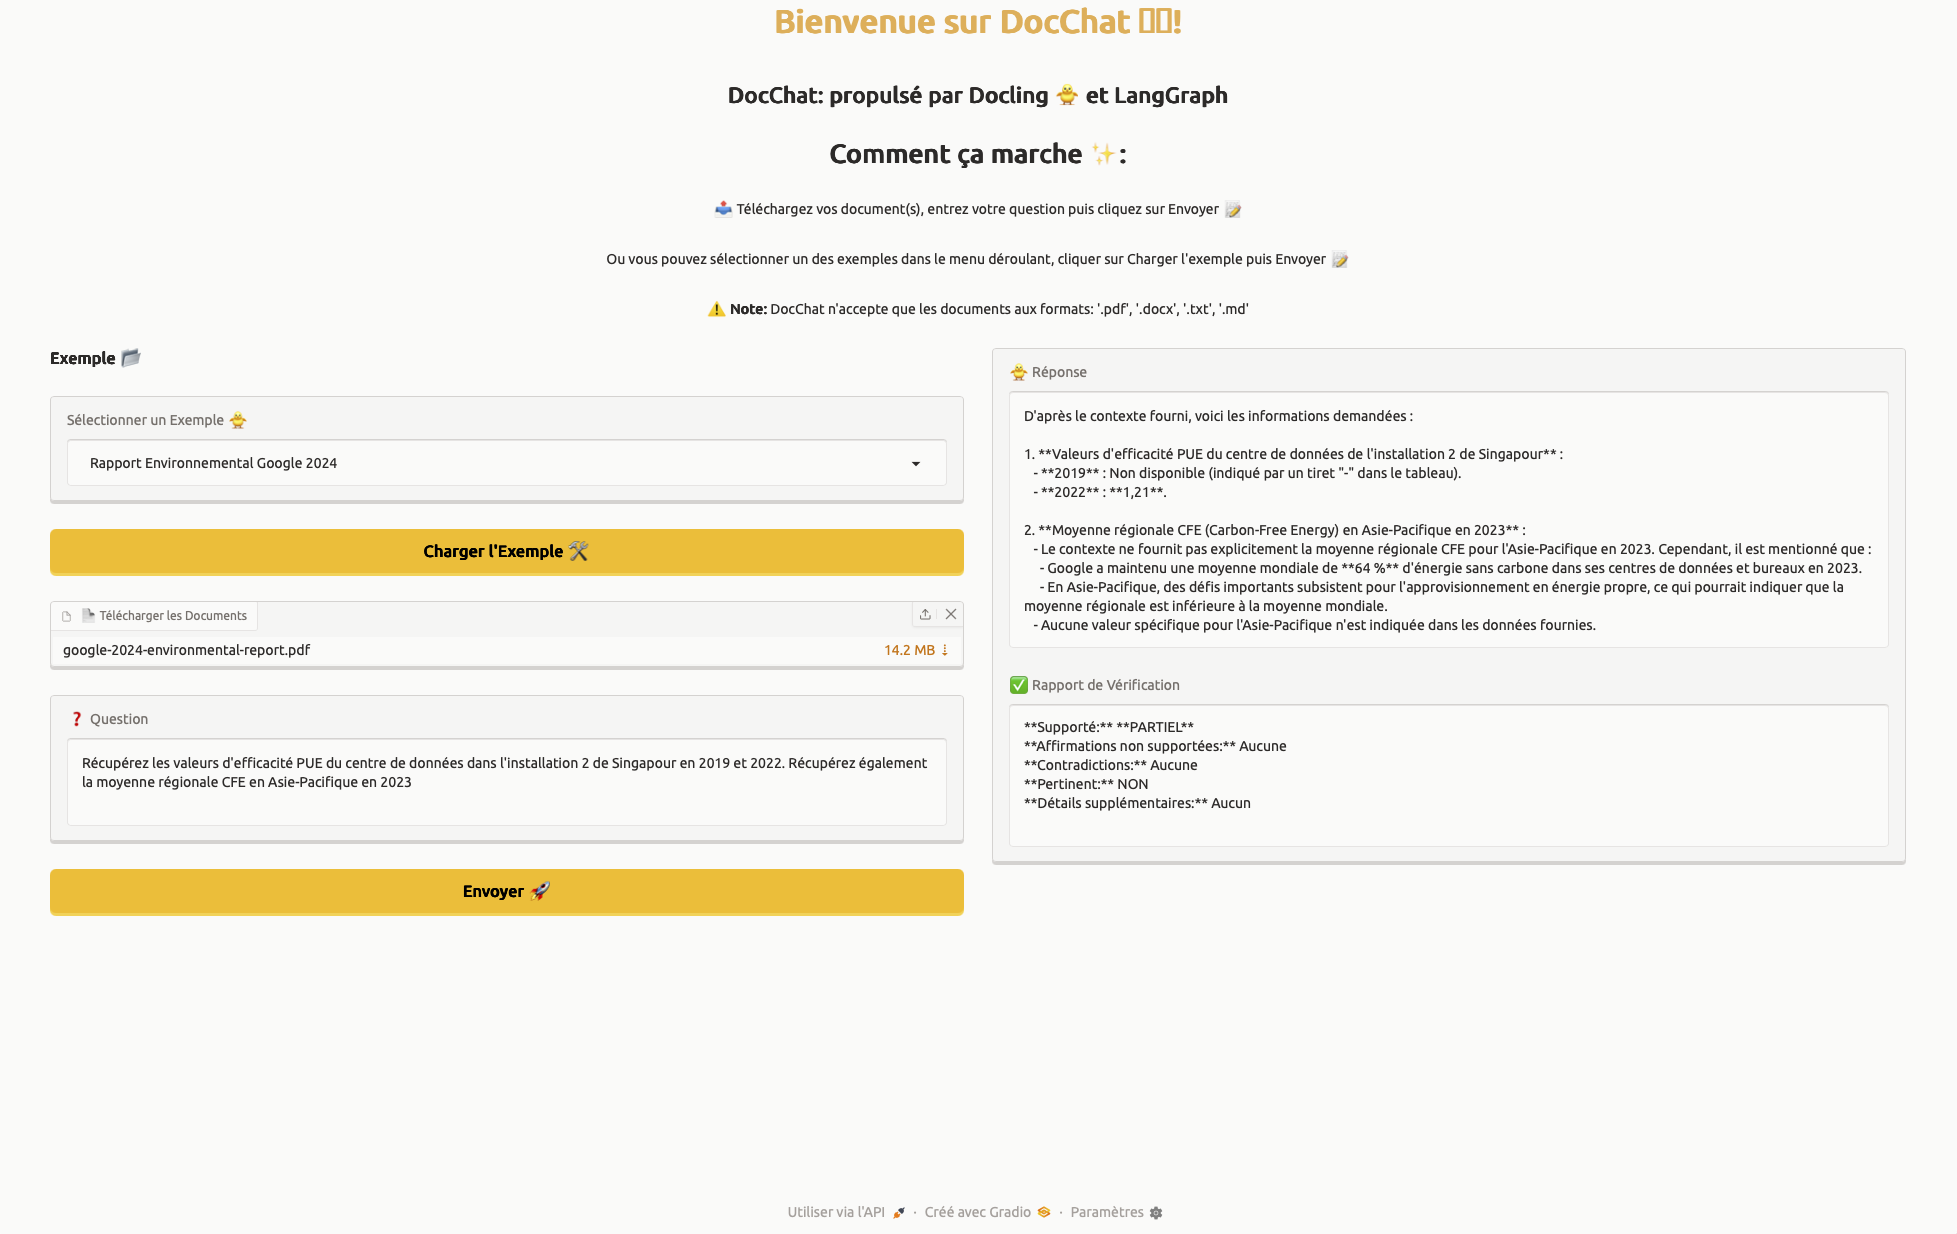 Bienvenue sur DocChat !
DocChat: propulsé par Docling 🐥 et LangGraph
Comment ça marche ✨:
📤 Téléchargez vos document(s), entrez votre question puis cliquez sur Envoyer 📝
Ou vous pouvez sélectionner un des exemples dans le menu déroulant, cliquer sur Charger l'exemple puis Envoyer 📝
⚠️ Note: DocChat n'accepte que les documents aux formats: '.pdf', '.docx', '.txt', '.md'
Exemple 📂
Sélectionner un Exemple 🐥
Rapport Environnemental Google 2024
Charger l'Exemple 🛠️
📄 Télécharger les Documents
google-2024-environmental-report.pdf
14.2 MB ⇣
❓ Question
Récupérez les valeurs d'efficacité PUE du centre de données dans l'installation 2 de Singapour en 2019 et 2022. Récupérez également
la moyenne régionale CFE en Asie-Pacifique en 2023
Envoyer 🚀
🐥 Réponse
D'après le contexte fourni, voici les informations demandées :
1. **Valeurs d'efficacité PUE du centre de données de l'installation 2 de Singapour** :
- **2019** : Non disponible (indiqué par un tiret "-" dans le tableau).
- **2022** : **1,21**.
2. **Moyenne régionale CFE (Carbon-Free Energy) en Asie-Pacifique en 2023** :
- Le contexte ne fournit pas explicitement la moyenne régionale CFE pour l'Asie-Pacifique en 2023. Cependant, il est mentionné que :
- Google a maintenu une moyenne mondiale de **64 %** d'énergie sans carbone dans ses centres de données et bureaux en 2023.
- En Asie-Pacifique, des défis importants subsistent pour l'approvisionnement en énergie propre, ce qui pourrait indiquer que la
moyenne régionale est inférieure à la moyenne mondiale.
- Aucune valeur spécifique pour l'Asie-Pacifique n'est indiquée dans les données fournies.
✅ Rapport de Vérification
**Supporté:** **PARTIEL**
**Affirmations non supportées:** Aucune
**Contradictions:** Aucune
**Pertinent:** NON
**Détails supplémentaires:** Aucun
Utiliser via l'API 🚀 · Créé avec Gradio · Paramètres ⚙️